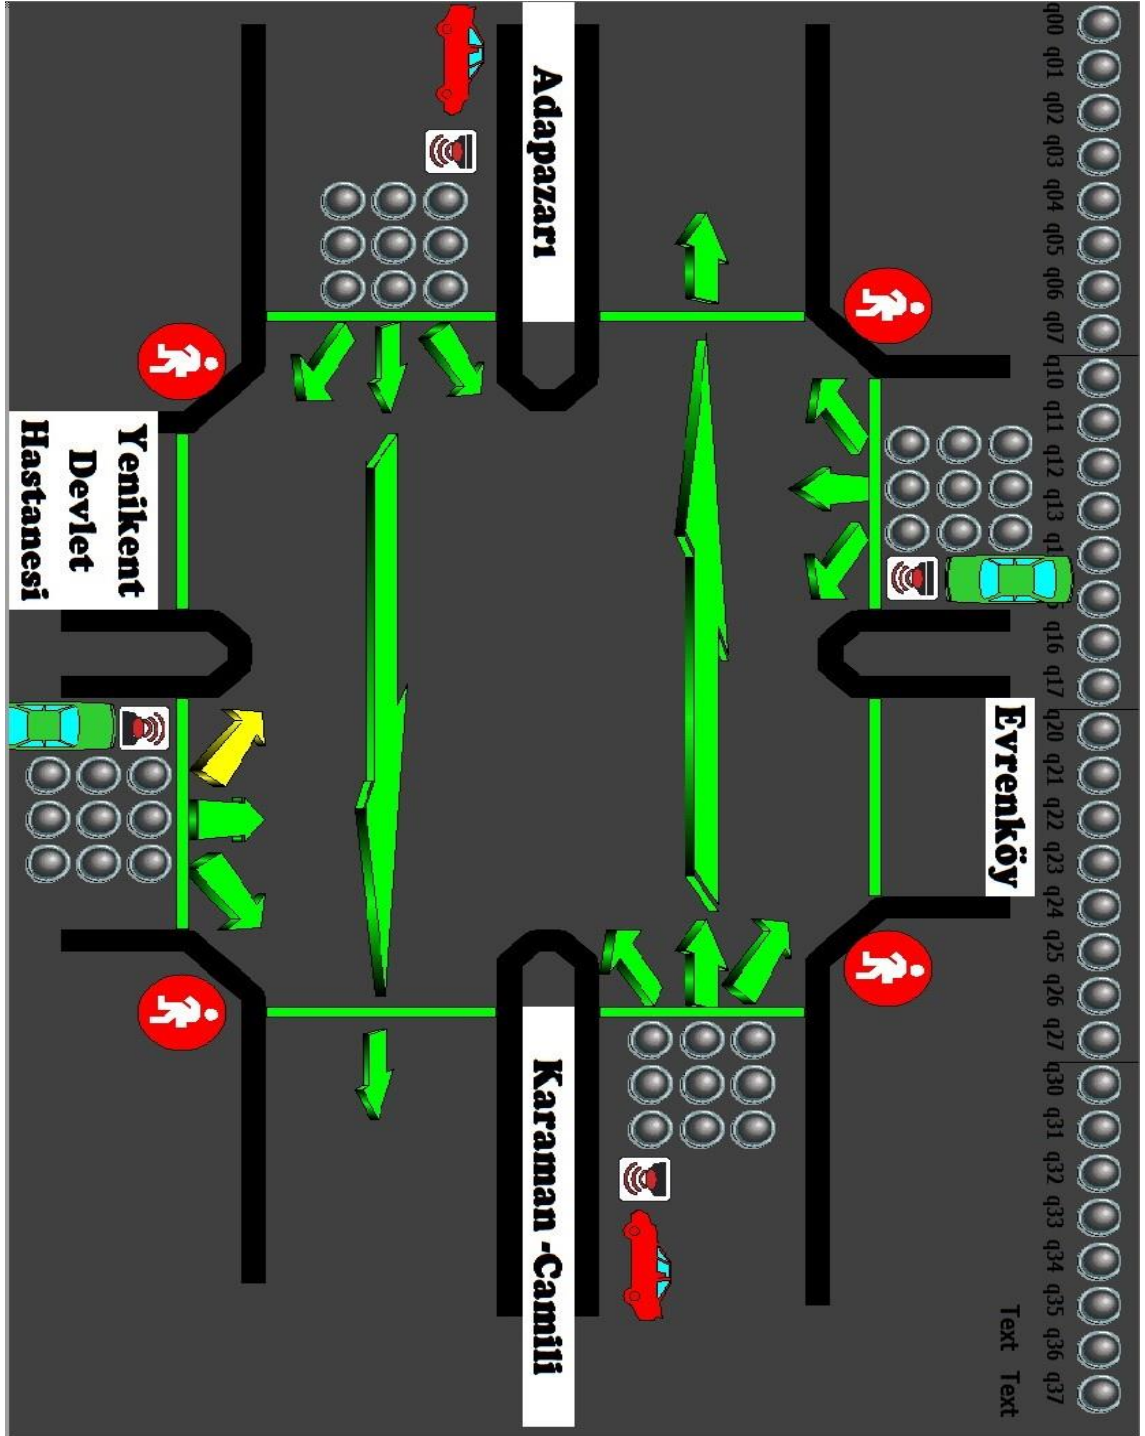 q00 q01 q02 q03 q04 q05 q06 q07 q10 q11 q12 q13 q16 q17 q20 q21 q22 q23 q24 q25 q26 q27 q30 q31 q32 q33 q34 q35 q36 q37
Text Text
Evrenköy
Adapazarı
Karaman -Camili
Yenikent
Devlet
Hastanesi